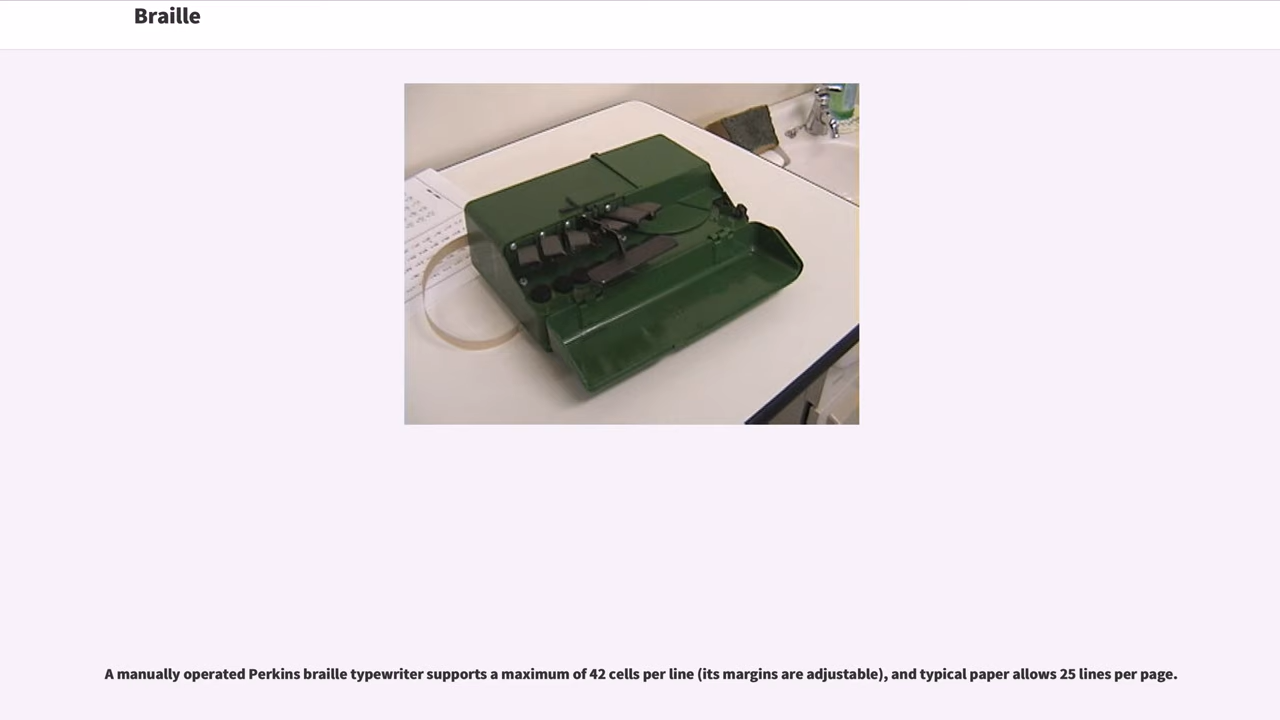 Braille
A manually operated Perkins braille typewriter supports a maximum of 42 cells per line (its margins are adjustable), and typical paper allows 25 lines per page.